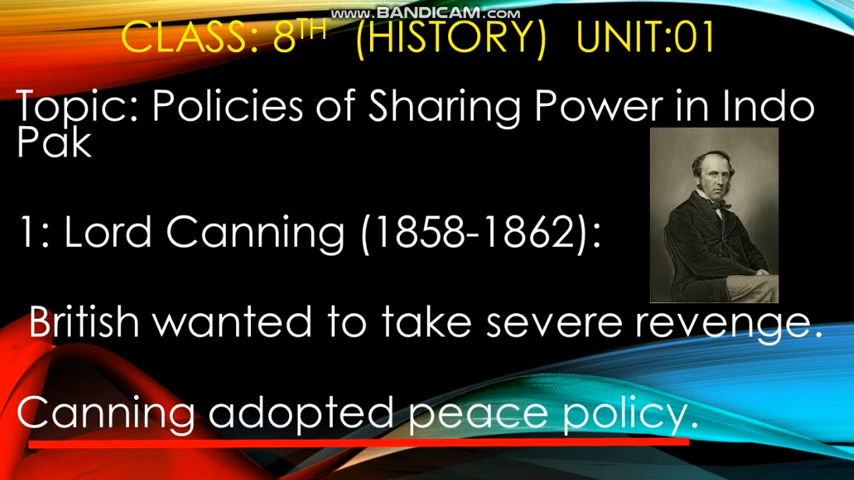 www.BANDICAM.com
CLASS: 8TH (HISTORY) UNIT:01
Topic: Policies of Sharing Power in Indo
Pak
1: Lord Canning (1858-1862):
British wanted to take severe revenge.
Canning adopted peace policy.